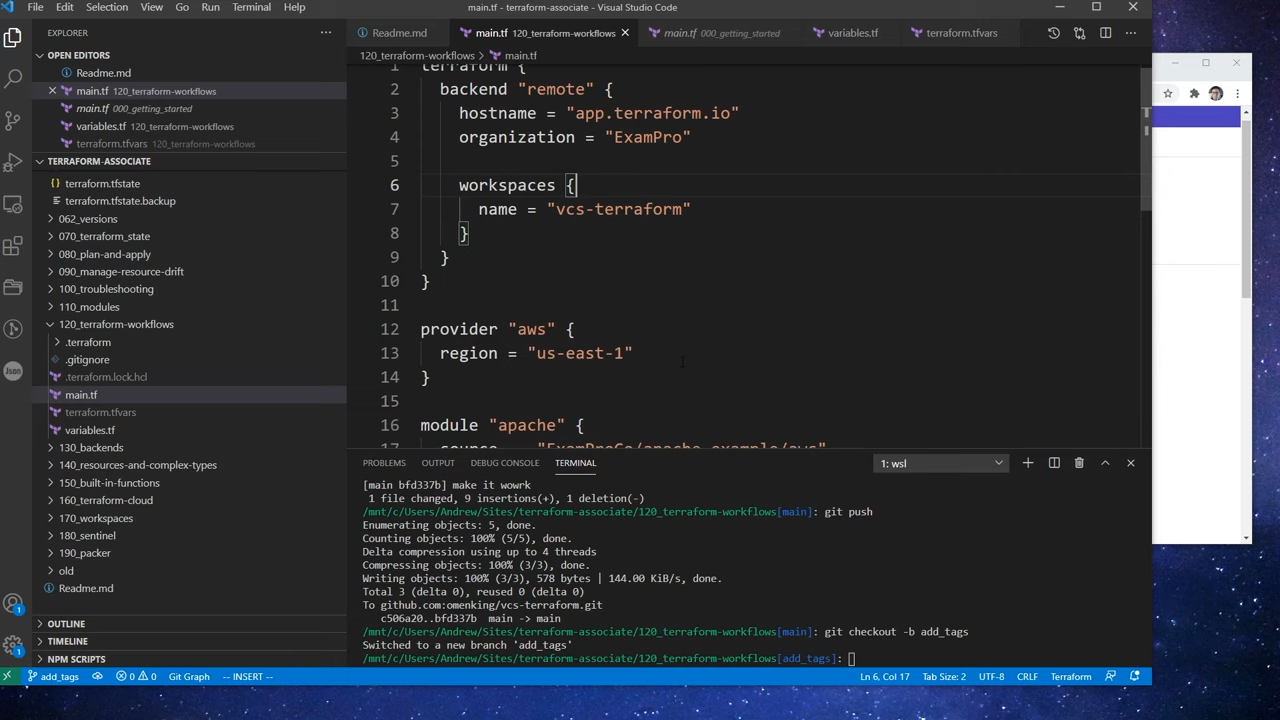 File Edit Selection View Go Run Terminal Help
main.tf - terraform-associate - Visual Studio Code
EXPLORER
OPEN EDITORS
Readme.md
main.tf 120_terraform-workflows
main.tf 000_getting_started
variables.tf 120_terraform-workflows
terraform.tfvars 120_terraform-workflows
TERRAFORM-ASSOCIATE
terraform.tfstate
terraform.tfstate.backup
062_versions
070_terraform_state
080_plan-and-apply
090_manage-resource-drift
100_troubleshooting
110_modules
120_terraform-workflows
.terraform
.gitignore
.terraform.lock.hcl
main.tf
terraform.tfvars
variables.tf
130_backends
140_resources-and-complex-types
150_built-in-functions
160_terraform-cloud
170_workspaces
180_sentinel
190_packer
old
Readme.md
OUTLINE
TIMELINE
NPM SCRIPTS
Json
1
1
Readme.md
main.tf 120_terraform-workflows
main.tf 000_getting_started
variables.tf
terraform.tfvars
120_terraform-workflows > main.tf
1 terraform {
2 backend "remote" {
3 hostname = "app.terraform.io"
4 organization = "ExamPro"
5
6 workspaces {
7 name = "vcs-terraform"
8 }
9 }
10 }
11
12 provider "aws" {
13 region = "us-east-1"
14 }
15
16 module "apache" {
17 source = "ExamProCo/apache-example/aws"
PROBLEMS OUTPUT DEBUG CONSOLE TERMINAL
1: wsl
[main bfd337b] make it wowrk
1 file changed, 9 insertions(+), 1 deletion(-)
/mnt/c/Users/Andrew/Sites/terraform-associate/120_terraform-workflows[main]: git push
Enumerating objects: 5, done.
Counting objects: 100% (5/5), done.
Delta compression using up to 4 threads
Compressing objects: 100% (3/3), done.
Writing objects: 100% (3/3), 578 bytes | 144.00 KiB/s, done.
Total 3 (delta 0), reused 0 (delta 0)
To github.com:omenking/vcs-terraform.git
c506a20..bfd337b main -> main
/mnt/c/Users/Andrew/Sites/terraform-associate/120_terraform-workflows[main]: git checkout -b add_tags
Switched to a new branch 'add_tags'
/mnt/c/Users/Andrew/Sites/terraform-associate/120_terraform-workflows[add_tags]:
add_tags 0 0 Git Graph -- INSERT -- Ln 6, Col 17 Tab Size: 2 UTF-8 CRLF Terraform